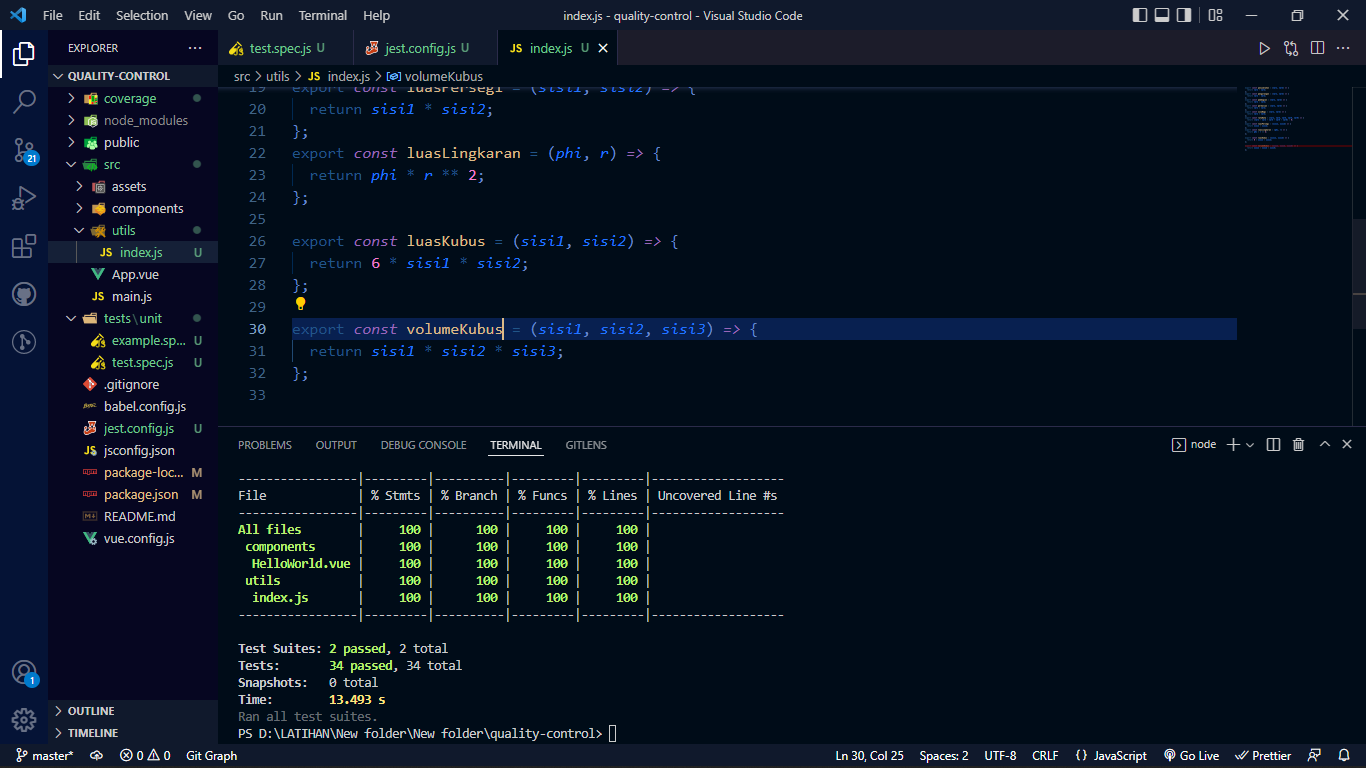 File Edit Selection View Go Run Terminal Help index.js - quality-control - Visual Studio Code
EXPLORER
test.spec.js U jest.config.js U JS index.js U
QUALITY-CONTROL
src > utils > JS index.js > volumeKubus
coverage
node_modules
public
src
assets
components
utils
JS index.js U
App.vue
JS main.js
tests\unit
example.sp... U
test.spec.js U
.gitignore
babel.config.js
jest.config.js U
JS jsconfig.json
package-loc... M
package.json M
README.md
vue.config.js
OUTLINE
TIMELINE
21
1
19 export const luasPersegi = (sisi1, sisi2) => {
20 return sisi1 * sisi2;
21 };
22 export const luasLingkaran = (phi, r) => {
23 return phi * r ** 2;
24 };
25
26 export const luasKubus = (sisi1, sisi2) => {
27 return 6 * sisi1 * sisi2;
28 };
29
30 export const volumeKubus = (sisi1, sisi2, sisi3) => {
31 return sisi1 * sisi2 * sisi3;
32 };
33
PROBLEMS OUTPUT DEBUG CONSOLE TERMINAL GITLENS node
-----------------|---------|----------|---------|---------|-------------------
File | % Stmts | % Branch | % Funcs | % Lines | Uncovered Line #s
-----------------|---------|----------|---------|---------|-------------------
All files | 100 | 100 | 100 | 100 |
components | 100 | 100 | 100 | 100 |
HelloWorld.vue | 100 | 100 | 100 | 100 |
utils | 100 | 100 | 100 | 100 |
index.js | 100 | 100 | 100 | 100 |
-----------------|---------|----------|---------|---------|-------------------
Test Suites: 2 passed, 2 total
Tests: 34 passed, 34 total
Snapshots: 0 total
Time: 13.493 s
Ran all test suites.
PS D:\LATIHAN\New folder\New folder\quality-control>
master* 0 0 Git Graph Ln 30, Col 25 Spaces: 2 UTF-8 CRLF {} JavaScript Go Live Prettier